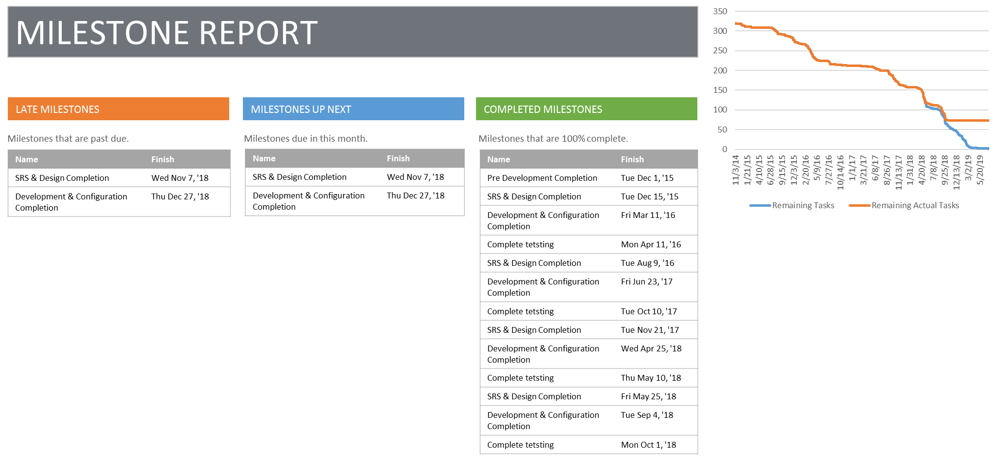 MILESTONE REPORT
LATE MILESTONES
Milestones that are past due.
Name Finish
SRS & Design Completion Wed Nov 7, '18
Development & Configuration Thu Dec 27, '18
Completion
MILESTONES UP NEXT
Milestones due in this month.
Name Finish
SRS & Design Completion Wed Nov 7, '18
Development & Configuration Thu Dec 27, '18
Completion
COMPLETED MILESTONES
Milestones that are 100% complete.
Name Finish
Pre Development Completion Tue Dec 1, '15
SRS & Design Completion Tue Dec 15, '15
Development & Configuration Fri Mar 11, '16
Completion
Complete tetsting Mon Apr 11, '16
SRS & Design Completion Tue Aug 9, '16
Development & Configuration Fri Jun 23, '17
Completion
Complete tetsting Tue Oct 10, '17
SRS & Design Completion Tue Nov 21, '17
Development & Configuration Wed Apr 25, '18
Completion
Complete tetsting Thu May 10, '18
SRS & Design Completion Fri May 25, '18
Development & Configuration Tue Sep 4, '18
Completion
Complete tetsting Mon Oct 1, '18
350
300
250
200
150
100
50
0
11/3/14
1/21/15
4/10/15
6/28/15
9/15/15
12/3/15
2/20/16
5/9/16
7/27/16
10/14/16
1/1/17
3/21/17
6/8/17
8/26/17
11/13/17
1/31/18
4/20/18
7/8/18
9/25/18
12/13/18
3/2/19
5/20/19
Remaining Tasks Remaining Actual Tasks